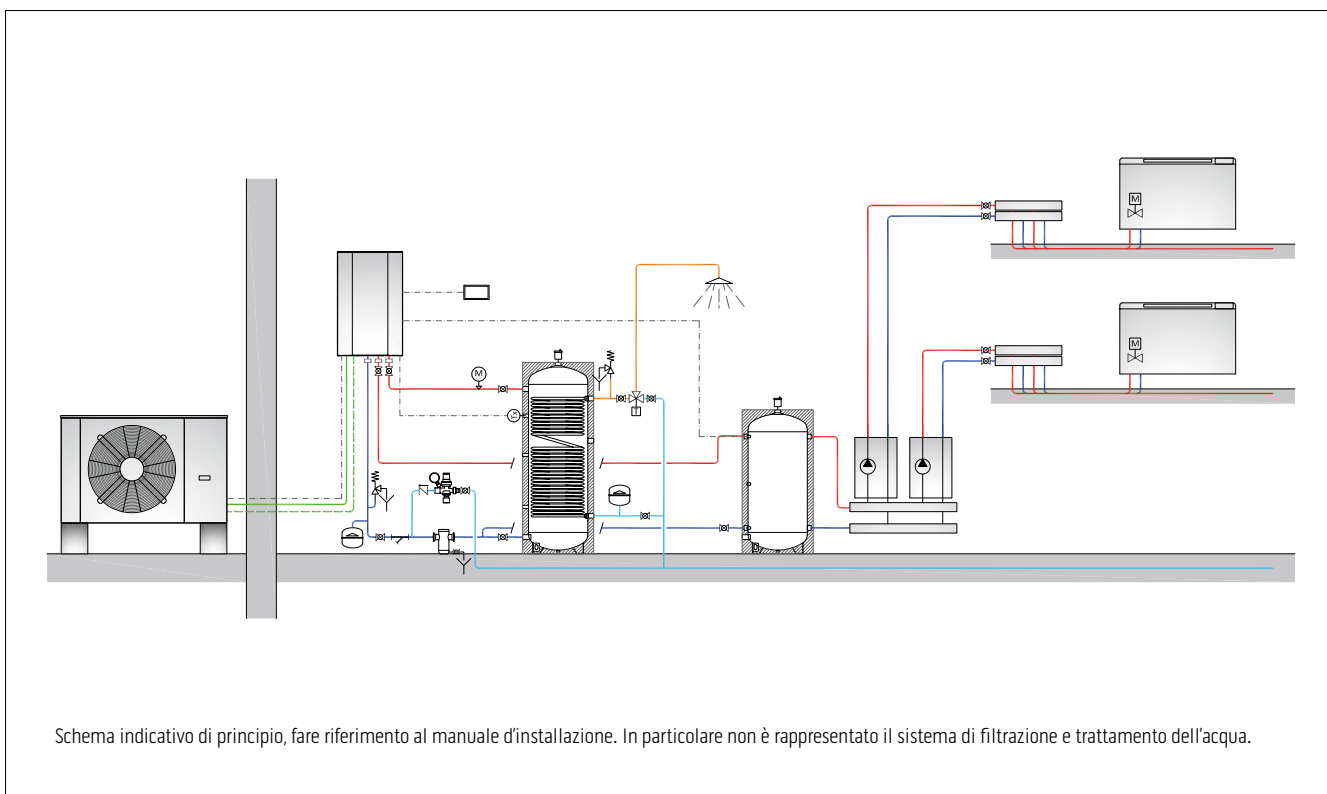 M
M
M
TX
T
Schema indicativo di principio, fare riferimento al manuale d'installazione. In particolare non è rappresentato il sistema di filtrazione e trattamento dell'acqua.